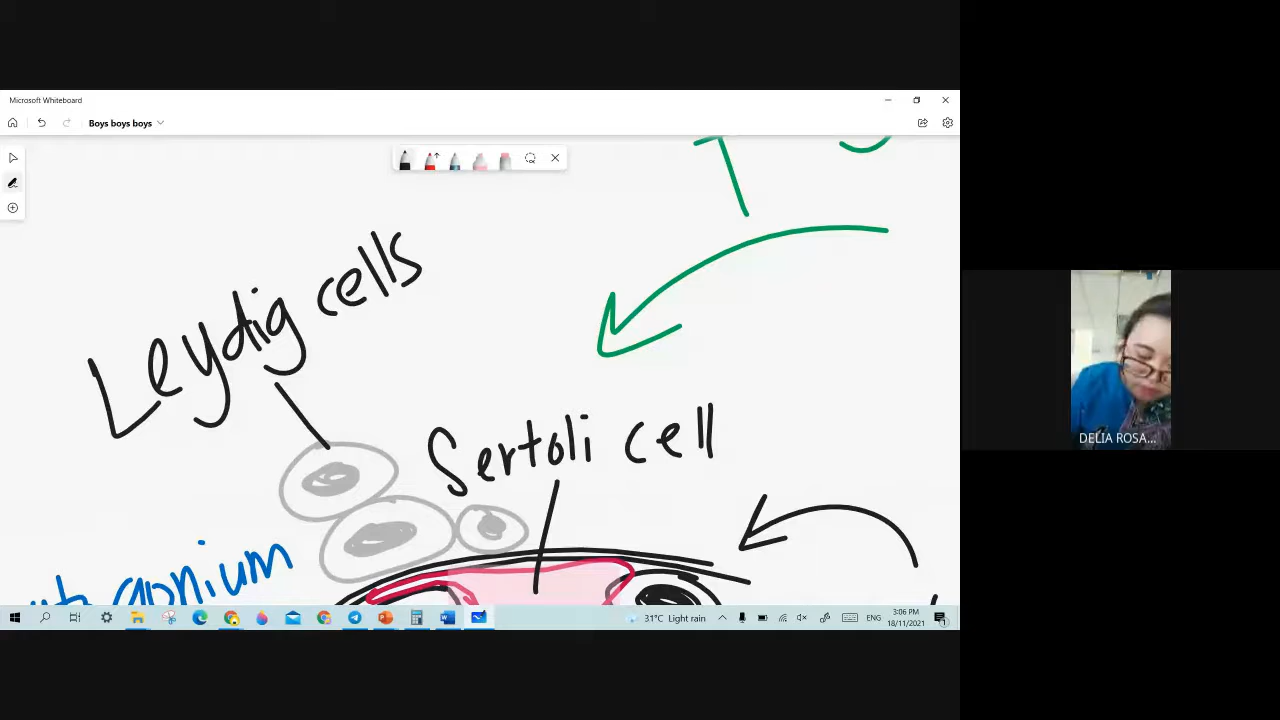 Microsoft Whiteboard
Boys boys boys
Leydig cells
Sertoli cell
gonium
DELIA ROSA...
31°C Light rain
ENG
3:06 PM
18/11/2021